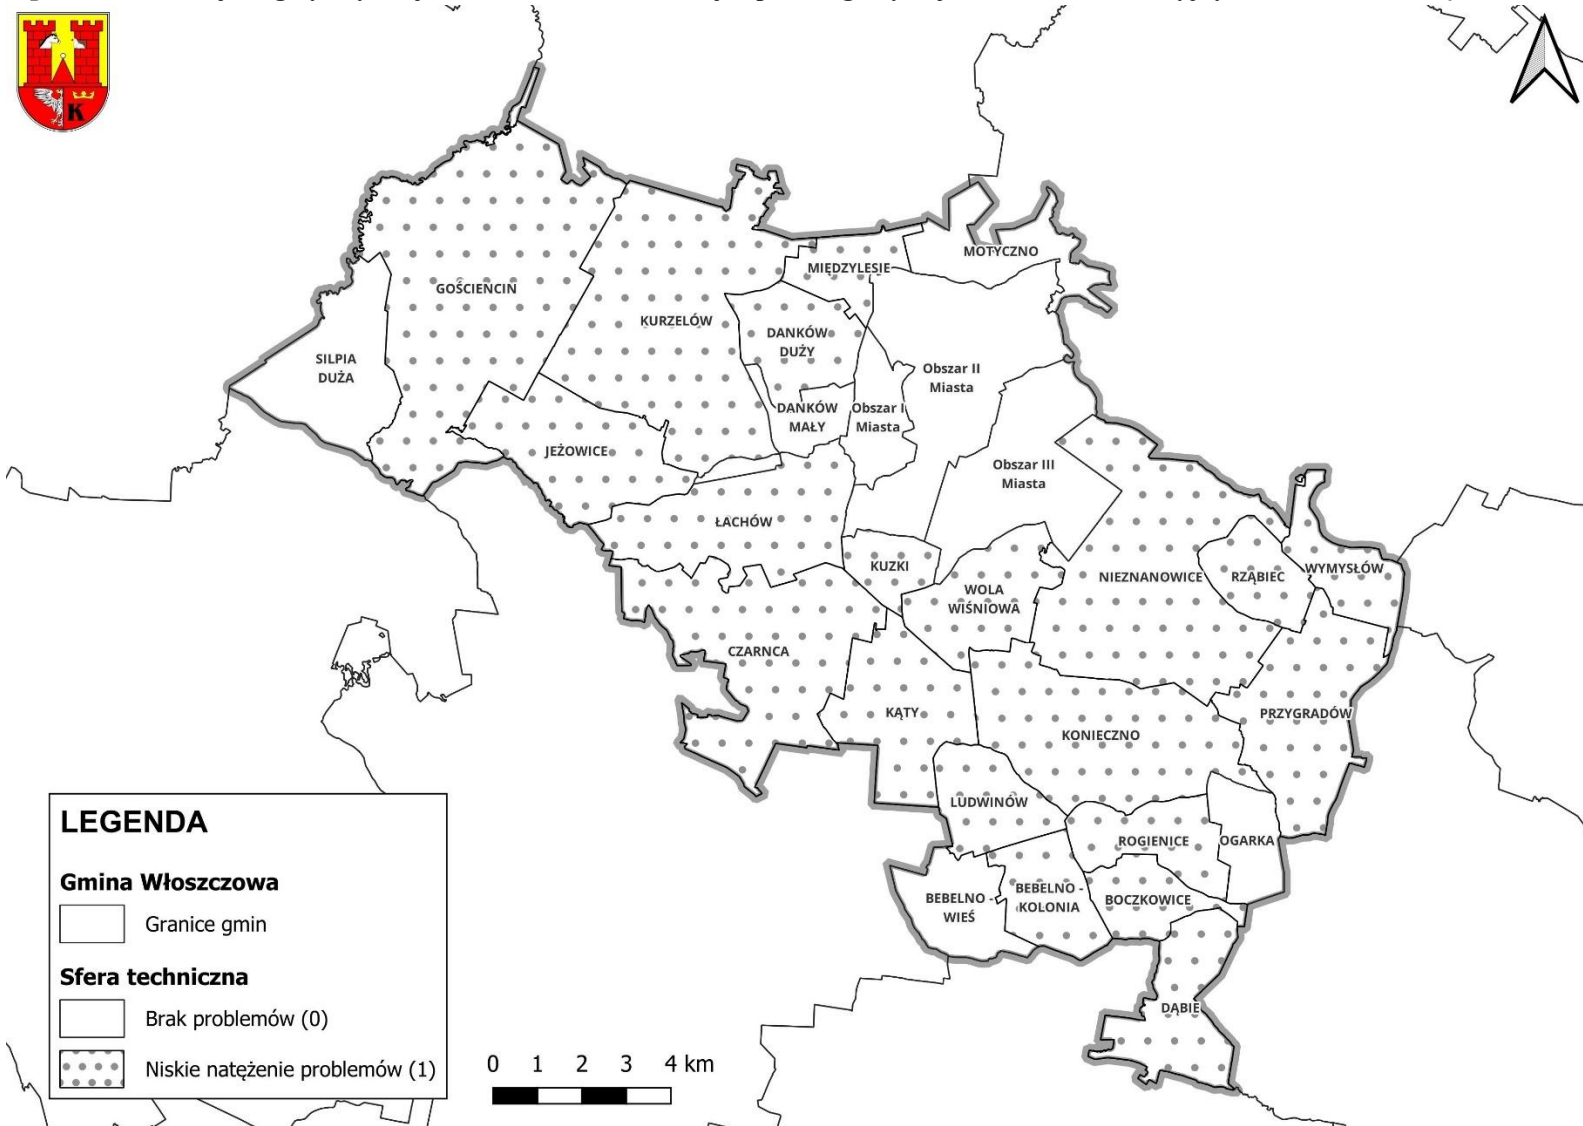 K
MOTYCZNO
MIĘDZYLESIE
GOŚCIENCIN
KURZELÓW
DANKÓW
DUŻY
SILPIA
DUŻA
Obszar II
Miasta
DANKÓW
MAŁY
Obszar I
Miasta
JEŻOWICE
Obszar III
Miasta
ŁACHÓW
KUZKI
NIEZNANOWICE
RZĄBIEC
WYMYSŁÓW
WOLA
WIŚNIOWA
CZARNCA
KĄTY
PRZYGRADÓW
KONIECZNO
LUDWINÓW
ROGIENICE
OGARKA
BEBELNO -
WIEŚ
BEBELNO -
KOLONIA
BOCZKOWICE
DĄBIE
LEGENDA
Gmina Włoszczowa
Granice gmin
Sfera techniczna
Brak problemów (0)
Niskie natężenie problemów (1)
0 1 2 3 4 km